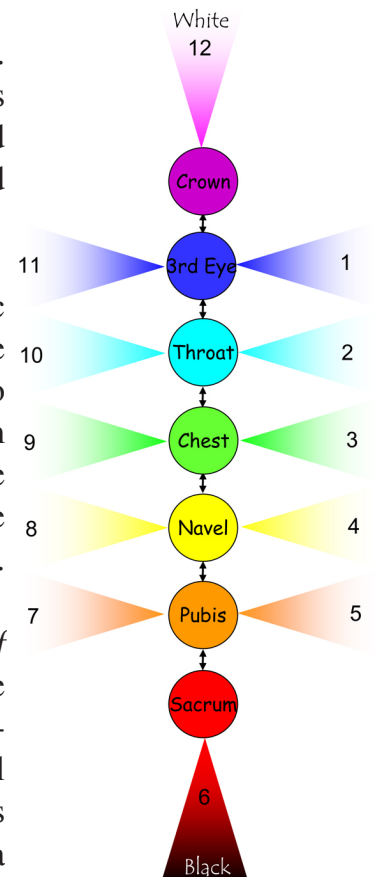 White
12
Crown
11 3rd Eye 1
10 Throat 2
9 Chest 3
8 Navel 4
7 Pubis 5
Sacrum
6
Black